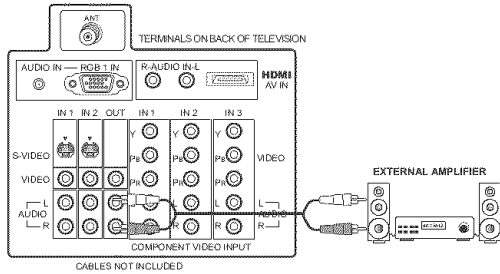 ANT
TERMINALS ON BACK OF TELEVISION
AUDIO IN — RGB 1 IN
R-AUDIO IN-L
HDMI
AV IN
IN 1 IN 2 OUT IN 1 IN 2 IN 3
Y Y Y
S-VIDEO
PB PB PB
VIDEO
VIDEO
PR PR PR
EXTERNAL AMPLIFIER
L L L L L
AUDIO AUDIO
R R R R R
COMPONENT VIDEO INPUT
CABLES NOT INCLUDED